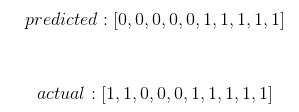 predicted : [0, 0, 0, 0, 0, 1, 1, 1, 1, 1]
actual : [1, 1, 0, 0, 0, 1, 1, 1, 1, 1]